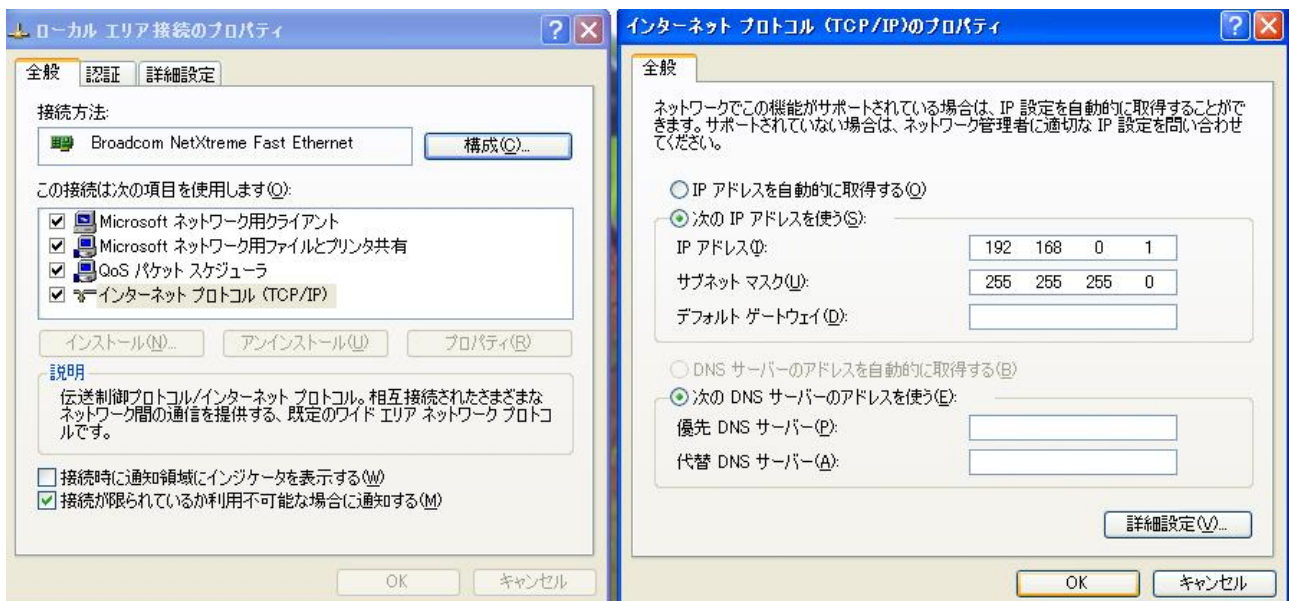 ローカル エリア接続のプロパティ
全般
認証
詳細設定
接続方法:
Broadcom NetXtreme Fast Ethernet
構成(C)...
この接続は次の項目を使用します(O):
Microsoft ネットワーク用クライアント
Microsoft ネットワーク用ファイルとプリンタ共有
QoS パケット スケジューラ
インターネット プロトコル (TCP/IP)
インストール(N)...
アンインストール(U)
プロパティ(R)
説明
伝送制御プロトコル/インターネット プロトコル。相互接続されたさまざまな
ネットワーク間の通信を提供する、既定のワイド エリア ネットワーク プロトコ
ルです。
接続時に通知領域にインジケータを表示する(W)
接続が限られているか利用不可能な場合に通知する(M)
OK
キャンセル
インターネット プロトコル (TCP/IP)のプロパティ
全般
ネットワークでこの機能がサポートされている場合は、IP 設定を自動的に取得することがで
きます。サポートされていない場合は、ネットワーク管理者に適切な IP 設定を問い合わせ
てください。
IP アドレスを自動的に取得する(O)
次の IP アドレスを使う(S):
IP アドレス(I):
192 168 0 1
サブネット マスク(U):
255 255 255 0
デフォルト ゲートウェイ(D):
DNS サーバーのアドレスを自動的に取得する(B)
次の DNS サーバーのアドレスを使う(E):
優先 DNS サーバー(P):
代替 DNS サーバー(A):
詳細設定(V)...
OK
キャンセル